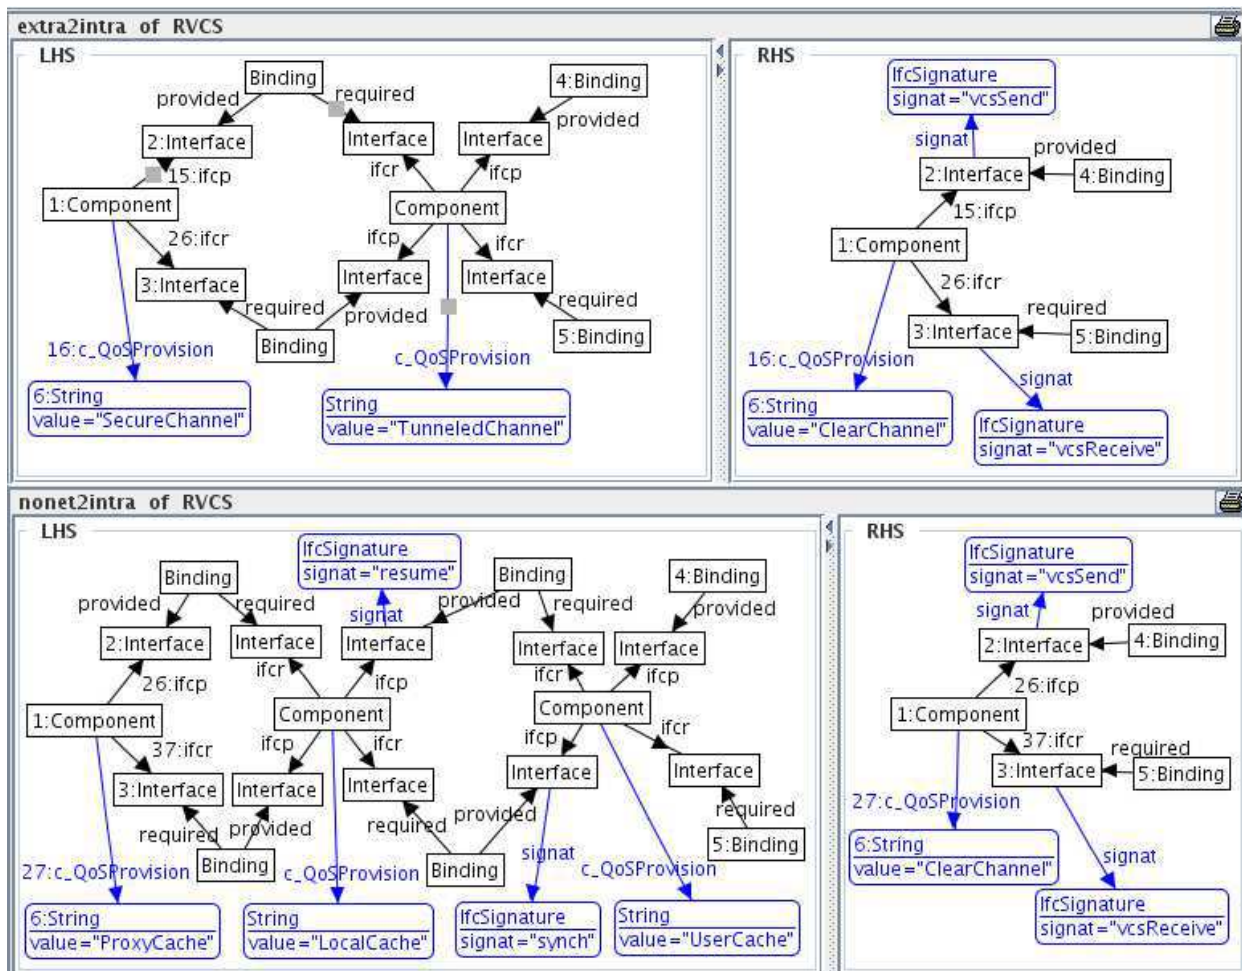 extra2intra of RVCS
LHS
Binding
4:Binding
provided
required
provided
2:Interface
Interface
Interface
15:ifcp
ifcr
ifcp
1:Component
Component
26:ifcr
ifcp
ifcr
3:Interface
Interface
Interface
required
provided
required
Binding
5:Binding
16:c_QoSProvision
c_QoSProvision
6:String
value="SecureChannel"
String
value="TunneledChannel"
RHS
IfcSignature
signat="vcsSend"
signat
provided
2:Interface
4:Binding
15:ifcp
1:Component
26:ifcr
required
3:Interface
5:Binding
16:c_QoSProvision
signat
6:String
value="ClearChannel"
IfcSignature
signat="vcsReceive"
nonet2intra of RVCS
LHS
IfcSignature
signat="resume"
Binding
Binding
4:Binding
provided
required
signat
provided
required
provided
2:Interface
Interface
Interface
Interface
Interface
26:ifcp
ifcr
ifcp
ifcr
ifcp
1:Component
Component
Component
37:ifcr
ifcp
ifcr
ifcp
ifcr
3:Interface
Interface
Interface
Interface
Interface
required
provided
required
provided
required
Binding
Binding
5:Binding
27:c_QoSProvision
c_QoSProvision
signat
c_QoSProvision
6:String
value="ProxyCache"
String
value="LocalCache"
IfcSignature
signat="synch"
String
value="UserCache"
RHS
IfcSignature
signat="vcsSend"
signat
provided
2:Interface
4:Binding
26:ifcp
1:Component
37:ifcr
required
3:Interface
5:Binding
27:c_QoSProvision
signat
6:String
value="ClearChannel"
IfcSignature
signat="vcsReceive"